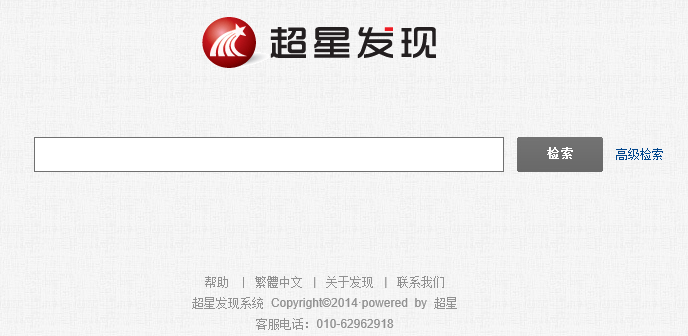 超星发现
检索 高级检索
帮助 | 繁體中文 | 关于发现 | 联系我们
超星发现系统 Copyright©2014·powered by 超星
客服电话：010-62962918